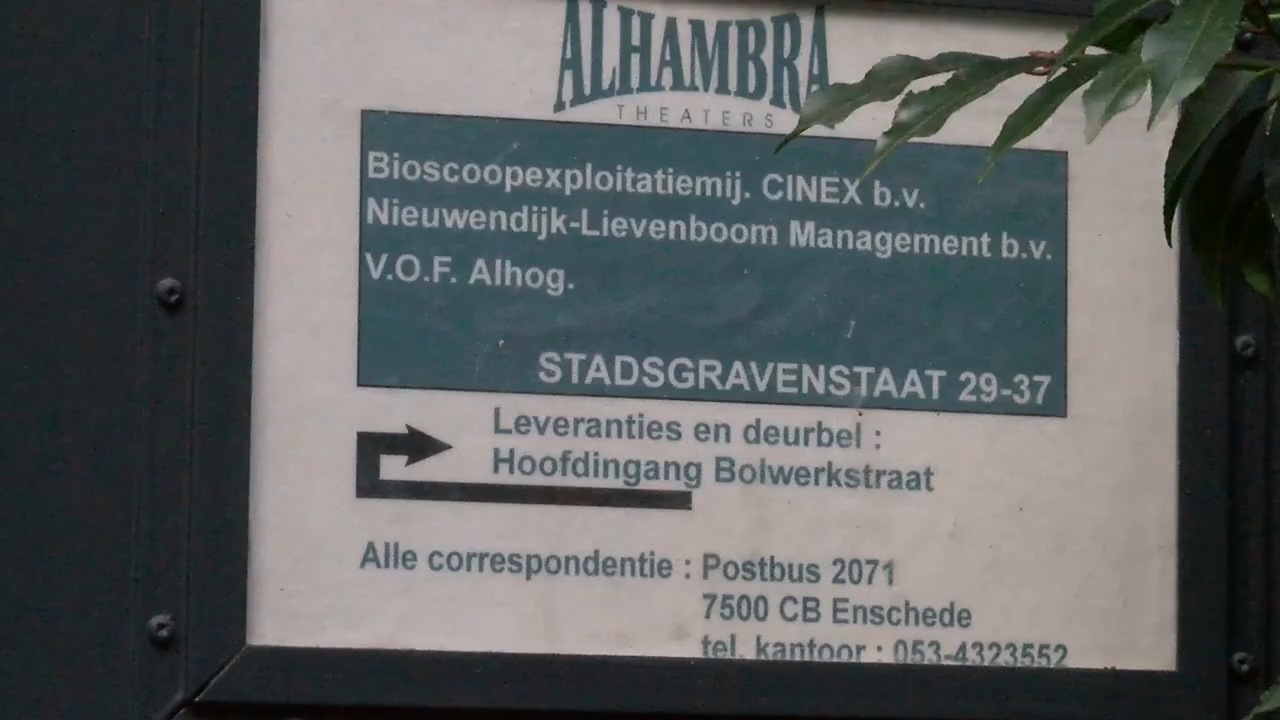 ALHAMBRA
THEATERS
Bioscoopexploitatiemij. CINEX b.v.
Nieuwendijk-Lievenboom Management b.v.
V.O.F. Alhog.
STADSGRAVENSTAAT 29-37
Leveranties en deurbel :
Hoofdingang Bolwerkstraat
Alle correspondentie : Postbus 2071
7500 CB Enschede
tel. kantoor : 053-4323552